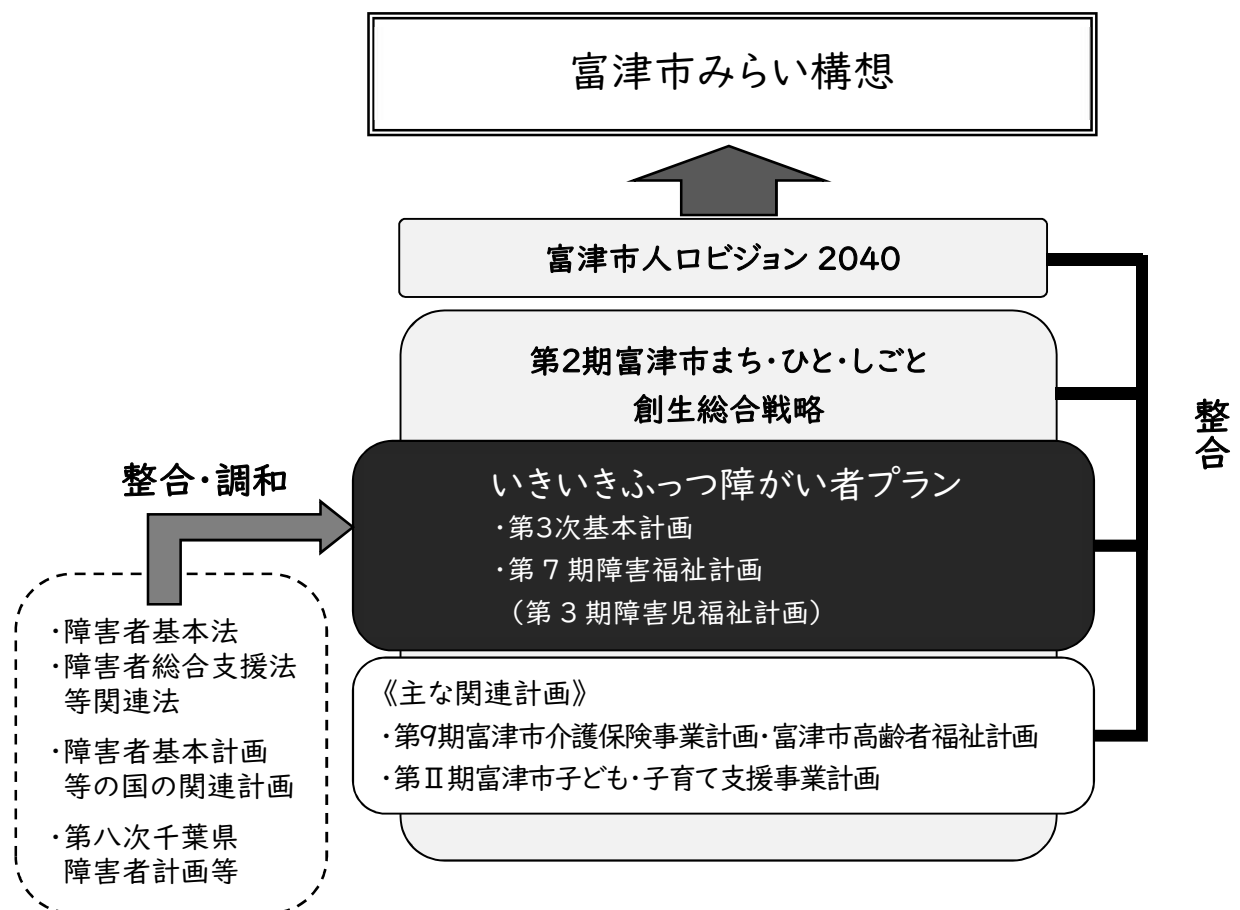 富津市みらい構想
富津市人口ビジョン 2040
第2期富津市まち・ひと・しごと
創生総合戦略
整合
整合・調和
いきいきふっつ障がい者プラン
・第3次基本計画
・第 7 期障害福祉計画
（第 3 期障害児福祉計画）
・障害者基本法
・障害者総合支援法
等関連法
・障害者基本計画
等の国の関連計画
・第八次千葉県
障害者計画等
《主な関連計画》
・第9期富津市介護保険事業計画・富津市高齢者福祉計画
・第Ⅱ期富津市子ども・子育て支援事業計画